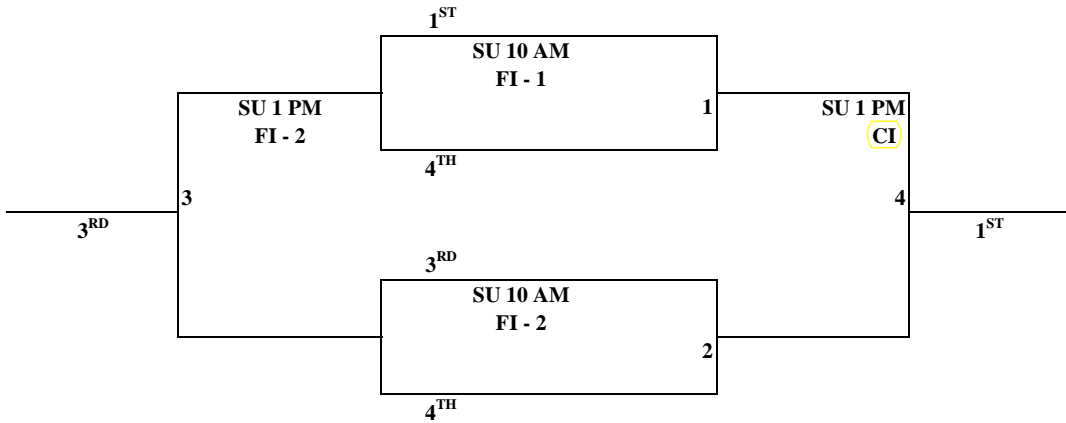 1ST
SU 10 AM
FI - 1
1
4TH
SU 1 PM
FI - 2
3
3RD
SU 1 PM
CI
4
1ST
3RD
SU 10 AM
FI - 2
2
4TH